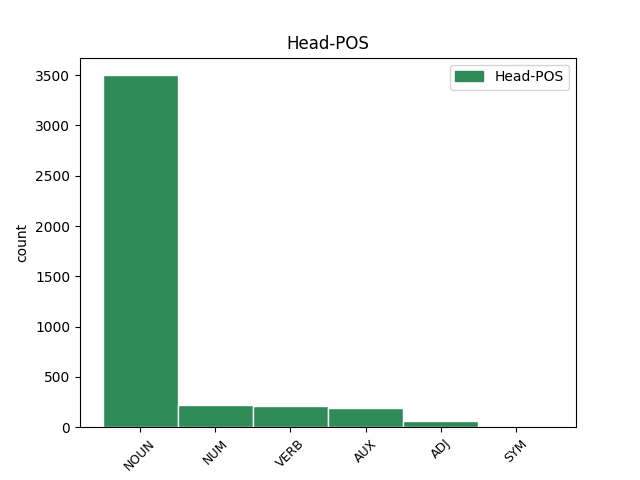 Head-POS
Head-POS
3500
3000
2500
2000
1500
1000
500
0
count
NOUN
NUM
VERB
AUX
ADJ
SYM